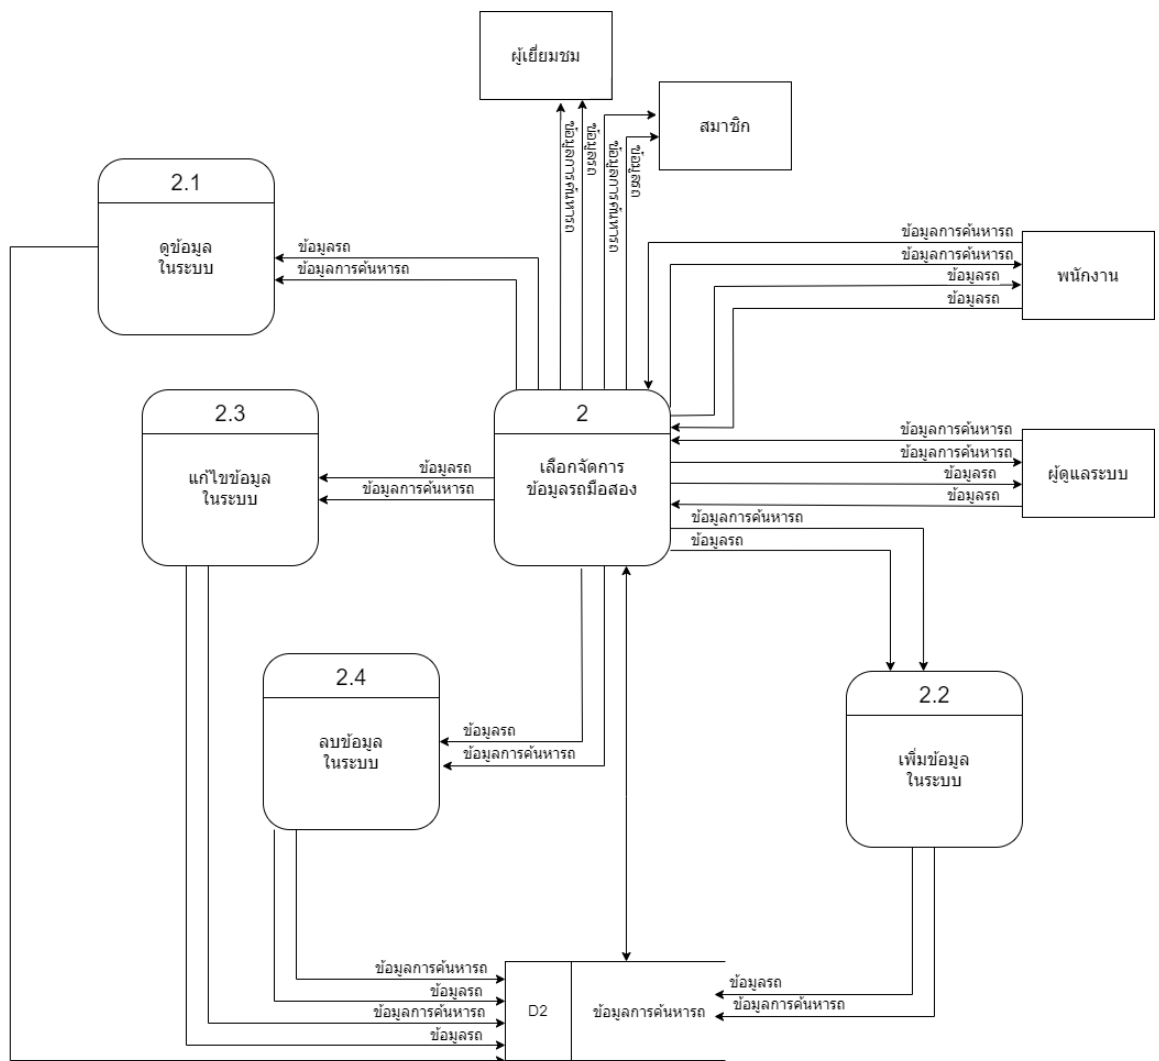 ผู้เยี่ยมชม
สมาชิก
ข้อมูลการค้นหารถ
ข้อมูลรถ
ข้อมูลการค้นหารถ
ข้อมูลรถ
2.1
ดูข้อมูล
ในระบบ
ข้อมูลรถ
ข้อมูลการค้นหารถ
ข้อมูลการค้นหารถ
ข้อมูลการค้นหารถ
ข้อมูลรถ
ข้อมูลรถ
พนักงาน
2.3
แก้ไขข้อมูล
ในระบบ
ข้อมูลรถ
ข้อมูลการค้นหารถ
2
เลือกจัดการ
ข้อมูลรถมือสอง
ข้อมูลการค้นหารถ
ข้อมูลการค้นหารถ
ข้อมูลรถ
ข้อมูลรถ
ผู้ดูแลระบบ
ข้อมูลการค้นหารถ
ข้อมูลรถ
2.4
ลบข้อมูล
ในระบบ
ข้อมูลรถ
ข้อมูลการค้นหารถ
2.2
เพิ่มข้อมูล
ในระบบ
ข้อมูลการค้นหารถ
ข้อมูลรถ
ข้อมูลการค้นหารถ
ข้อมูลรถ
D2
ข้อมูลการค้นหารถ
ข้อมูลรถ
ข้อมูลการค้นหารถ